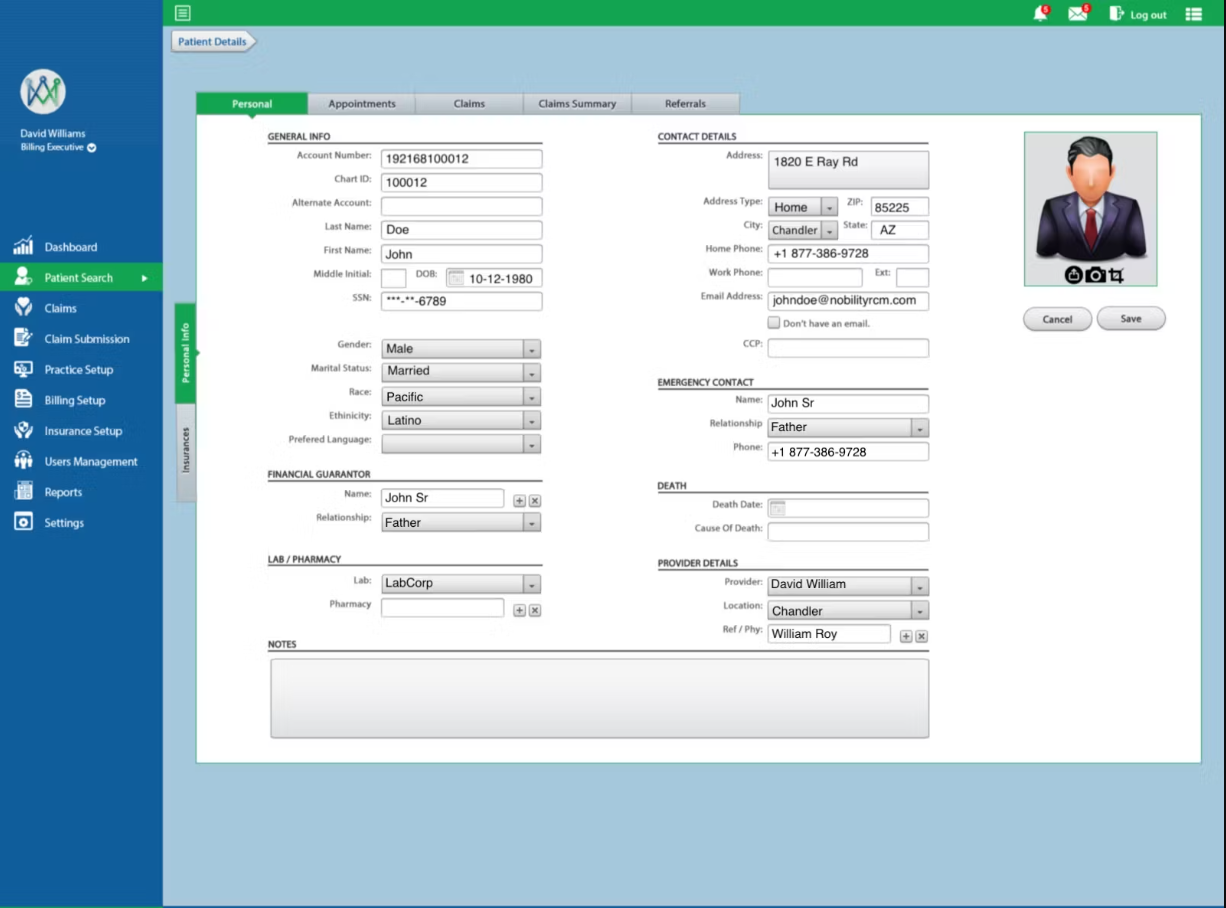 5
5
Log out
Patient Details
David Williams
Billing Executive
Dashboard
Patient Search
Claims
Claim Submission
Practice Setup
Billing Setup
Insurance Setup
Users Management
Reports
Settings
Personal
Appointments
Claims
Claims Summary
Referrals
Personal Info
Insurances
GENERAL INFO
Account Number: 192168100012
Chart ID: 100012
Alternate Account:
Last Name: Doe
First Name: John
Middle Initial: DOB: 10-12-1980
SSN: ***-**-6789
Gender: Male
Marital Status: Married
Race: Pacific
Ethinicity: Latino
Prefered Language:
FINANCIAL GUARANTOR
Name: John Sr
Relationship: Father
LAB / PHARMACY
Lab: LabCorp
Pharmacy
NOTES
CONTACT DETAILS
Address: 1820 E Ray Rd
Address Type: Home ZIP: 85225
City: Chandler State: AZ
Home Phone: +1 877-386-9728
Work Phone: Ext:
Email Address: johndoe@nobilityrcm.com
Don't have an email.
CCP:
EMERGENCY CONTACT
Name: John Sr
Relationship Father
Phone: +1 877-386-9728
DEATH
Death Date:
Cause Of Death:
PROVIDER DETAILS
Provider: David William
Location: Chandler
Ref / Phy: William Roy
Cancel
Save